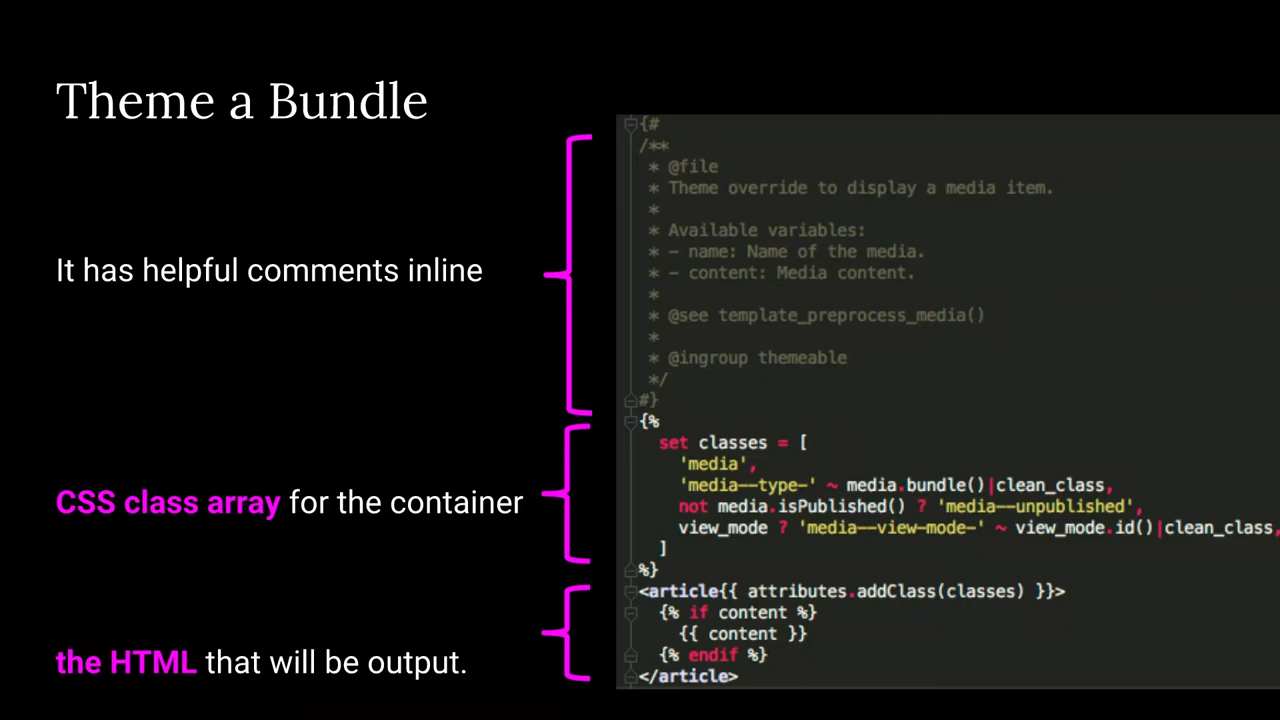 Theme a Bundle
It has helpful comments inline
CSS class array for the container
the HTML that will be output.
{#
/**
 * @file
 * Theme override to display a media item.
 *
 * Available variables:
 * - name: Name of the media.
 * - content: Media content.
 *
 * @see template_preprocess_media()
 *
 * @ingroup themeable
 */
#}
{%
  set classes = [
    'media',
    'media--type-' ~ media.bundle()|clean_class,
    not media.isPublished() ? 'media--unpublished',
    view_mode ? 'media--view-mode-' ~ view_mode.id()|clean_class,
  ]
%}
<article{{ attributes.addClass(classes) }}>
  {% if content %}
    {{ content }}
  {% endif %}
</article>